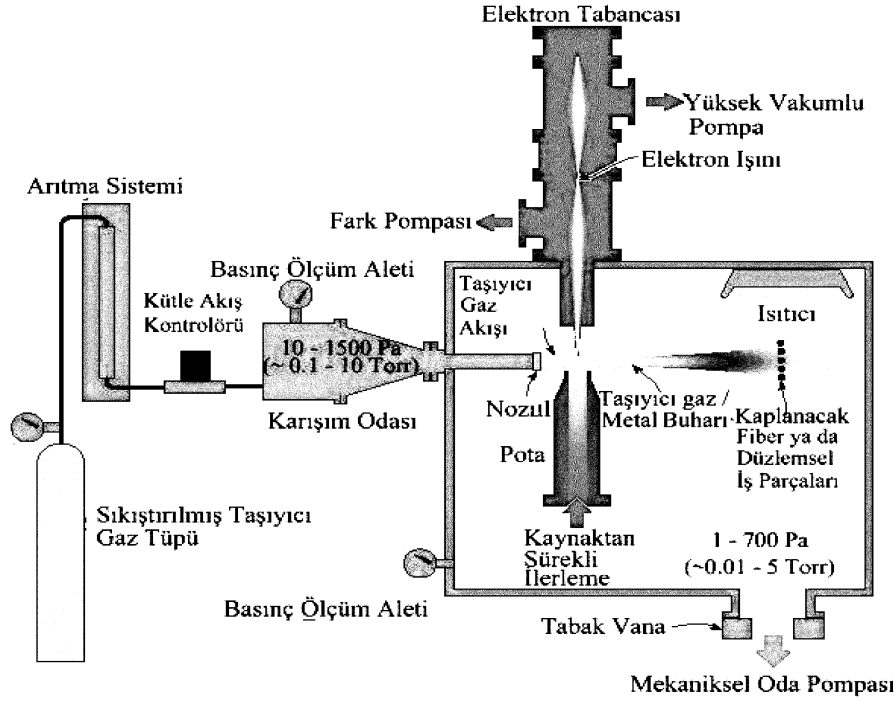 Elektron Tabancası
Yüksek Vakumlu
Pompa
Elektron Işını
Arıtma Sistemi
Fark Pompası
Basınç Ölçüm Aleti
Kütle Akış
Kontrolörü
Taşıyıcı
Gaz
Akışı
Isıtıcı
10 - 1500 Pa
(~ 0.1 - 10 Torr)
Karışım Odası
Nozul
Taşıyıcı gaz /
Metal Buharı
Kaplanacak
Fiber ya da
Düzlemsel
İş Parçaları
Pota
Sıkıştırılmış Taşıyıcı
Gaz Tüpü
Kaynaktan
Sürekli
İlerleme
1 - 700 Pa
(~0.01 - 5 Torr)
Basınç Ölçüm Aleti
Tabak Vana
Mekaniksel Oda Pompası